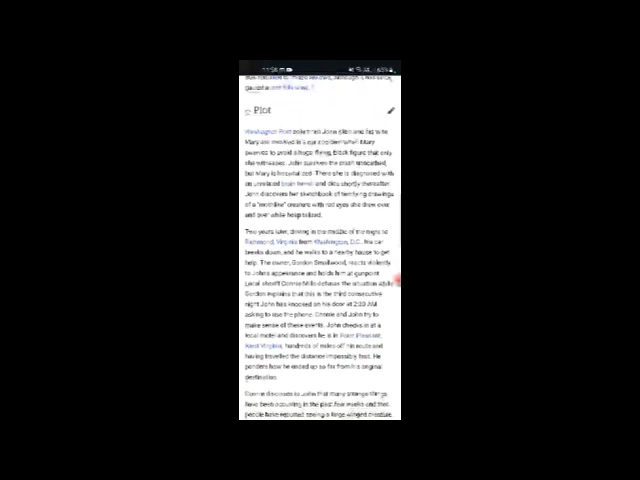 11:58
Plot
Washington Post columnist John Klein and his wife
Mary are involved in a car accident when Mary
swerves to avoid a huge flying black figure that only
she witnesses. John survives the crash unscathed,
but Mary is hospitalized. There she is diagnosed with
an unrelated brain tumor and dies shortly thereafter.
John discovers her sketchbook of terrifying drawings
of a "mothlike" creature with red eyes she drew over
and over while hospitalized.
Two years later, driving in the middle of the night to
Richmond, Virginia from Washington, D.C., his car
breaks down, and he walks to a nearby house to get
help. The owner, Gordon Smallwood, reacts violently
to John's appearance and holds him at gunpoint.
Local sheriff Connie Mills defuses the situation while
Gordon explains that this is the third consecutive
night John has knocked on his door at 2:30 AM
asking to use the phone. Connie and John try to
make sense of these events. John checks in at a
local motel and discovers he is in Point Pleasant,
West Virginia, hundreds of miles off his route and
having travelled the distance impossibly fast. He
ponders how he ended up so far from his original
destination.
Connie discloses to John that many strange things
have been occurring in the past few weeks and that
people have reported seeing a large winged creature